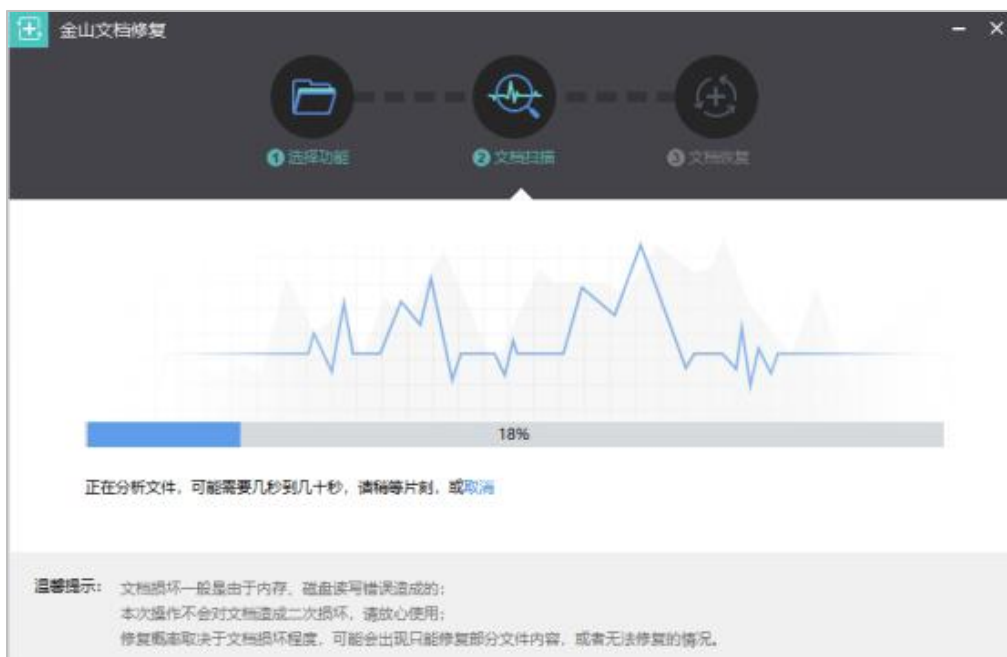 金山文档修复
1 选择功能
2 文档扫描
3 文档恢复
18%
正在分析文件，可能需要几秒到几十秒，请稍等片刻，或取消
温馨提示：
文档损坏一般是由于内存、磁盘读写错误造成的；
本次操作不会对文档造成二次损坏，请放心使用；
修复概率取决于文档损坏程度，可能会出现只能修复部分文件内容，或者无法修复的情况。